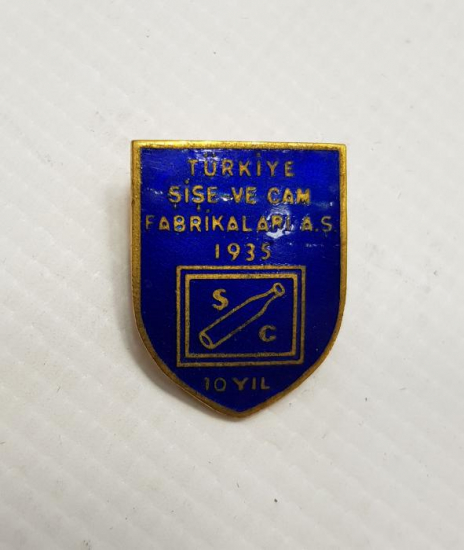 TÜRKİYE
ŞİŞE VE CAM
FABRİKALARI A.Ş.
1935
Ş
C
10 YIL